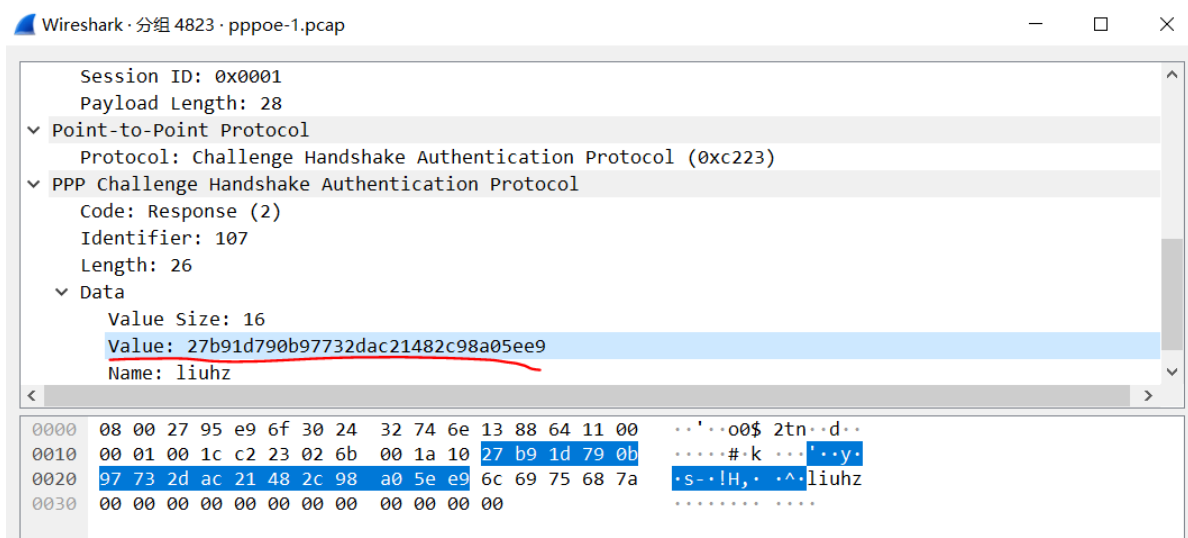 Wireshark · 分组 4823 · pppoe-1.pcap
Session ID: 0x0001
Payload Length: 28
Point-to-Point Protocol
Protocol: Challenge Handshake Authentication Protocol (0xc223)
PPP Challenge Handshake Authentication Protocol
Code: Response (2)
Identifier: 107
Length: 26
Data
Value Size: 16
Value: 27b91d790b97732dac21482c98a05ee9
Name: liuhz
0000 08 00 27 95 e9 6f 30 24 32 74 6e 13 88 64 11 00 ··'··o0$ 2tn··d··
0010 00 01 00 1c c2 23 02 6b 00 1a 10 27 b9 1d 79 0b ·····#·k ···'··y·
0020 97 73 2d ac 21 48 2c 98 a0 5e e9 6c 69 75 68 7a ·s-·!H,· ·^·liuhz
0030 00 00 00 00 00 00 00 00 00 00 00 00 ········ ····